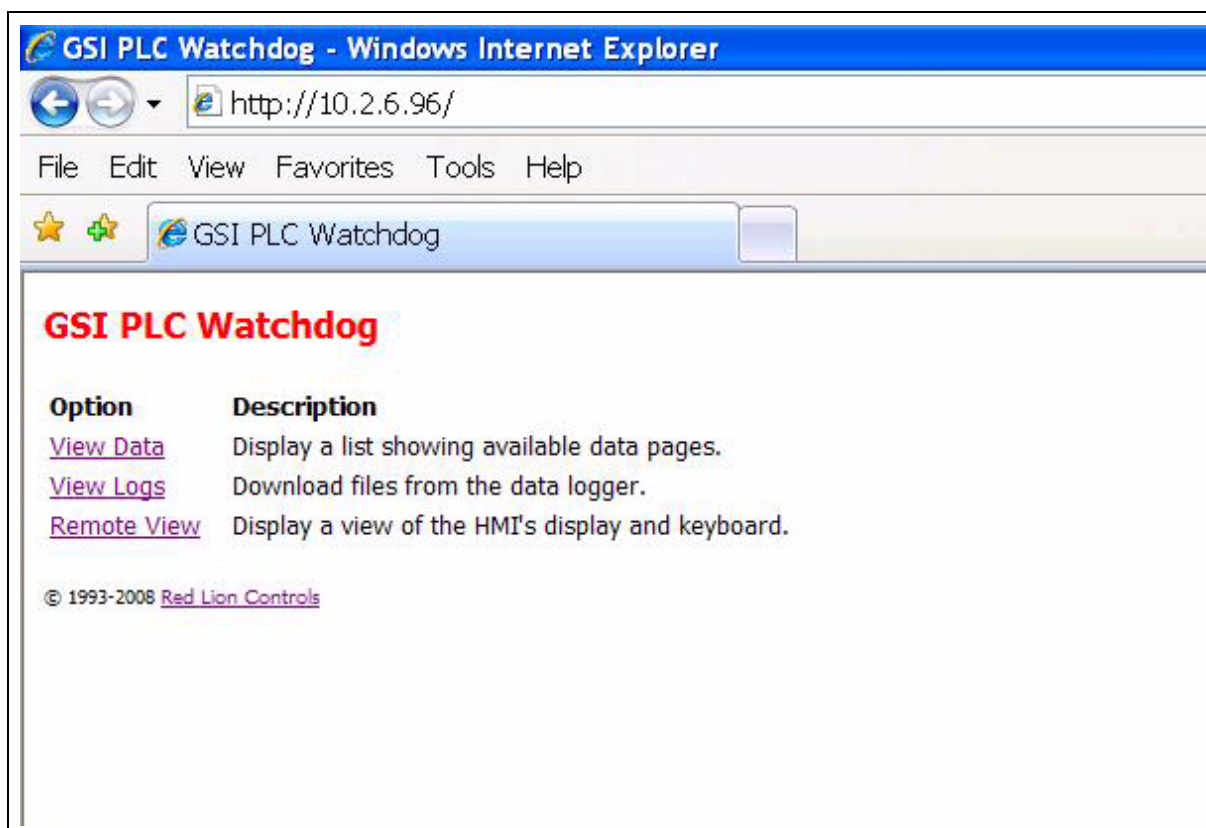 GSI PLC Watchdog - Windows Internet Explorer
http://10.2.6.96/
File Edit View Favorites Tools Help
GSI PLC Watchdog
GSI PLC Watchdog
Option Description
View Data Display a list showing available data pages.
View Logs Download files from the data logger.
Remote View Display a view of the HMI's display and keyboard.
© 1993-2008 Red Lion Controls